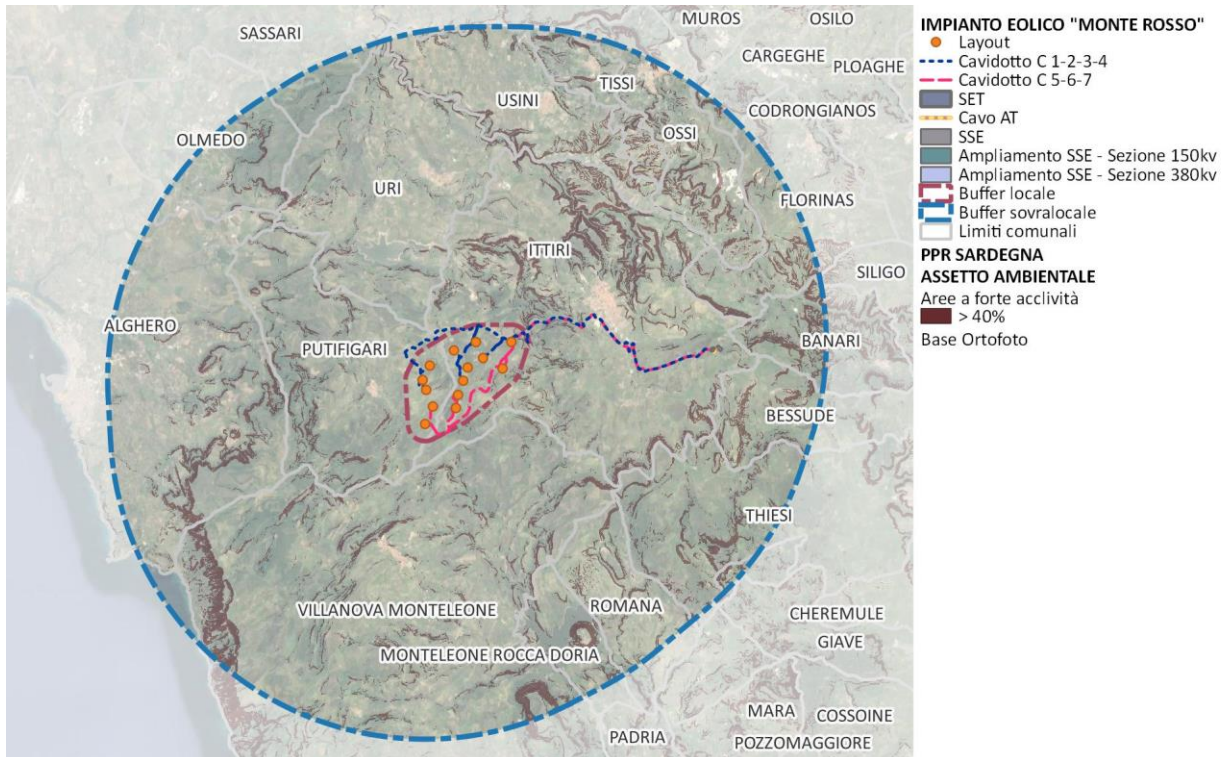 MUROS
OSILO
SASSARI
CARGEGHE
PLOAGHE
TISSI
USINI
CODRONGIANOS
OLMEDO
OSSI
URI
FLORINAS
ITTIRI
SILIGO
ALGHERO
PUTIFIGARI
BANARI
BESSUDE
THIESI
VILLANOVA MONTELEONE
ROMANA
CHEREMULE
GIAVE
MONTELEONE ROCCA DORIA
MARA
COSSOINE
PADRIA
POZZOMAGGIORE
IMPIANTO EOLICO "MONTE ROSSO"
Layout
Cavidotto C 1-2-3-4
Cavidotto C 5-6-7
SET
Cavo AT
SSE
Ampliamento SSE - Sezione 150kv
Ampliamento SSE - Sezione 380kv
Buffer locale
Buffer sovralocale
Limiti comunali
PPR SARDEGNA
ASSETTO AMBIENTALE
Aree a forte acclività
> 40%
Base Ortofoto